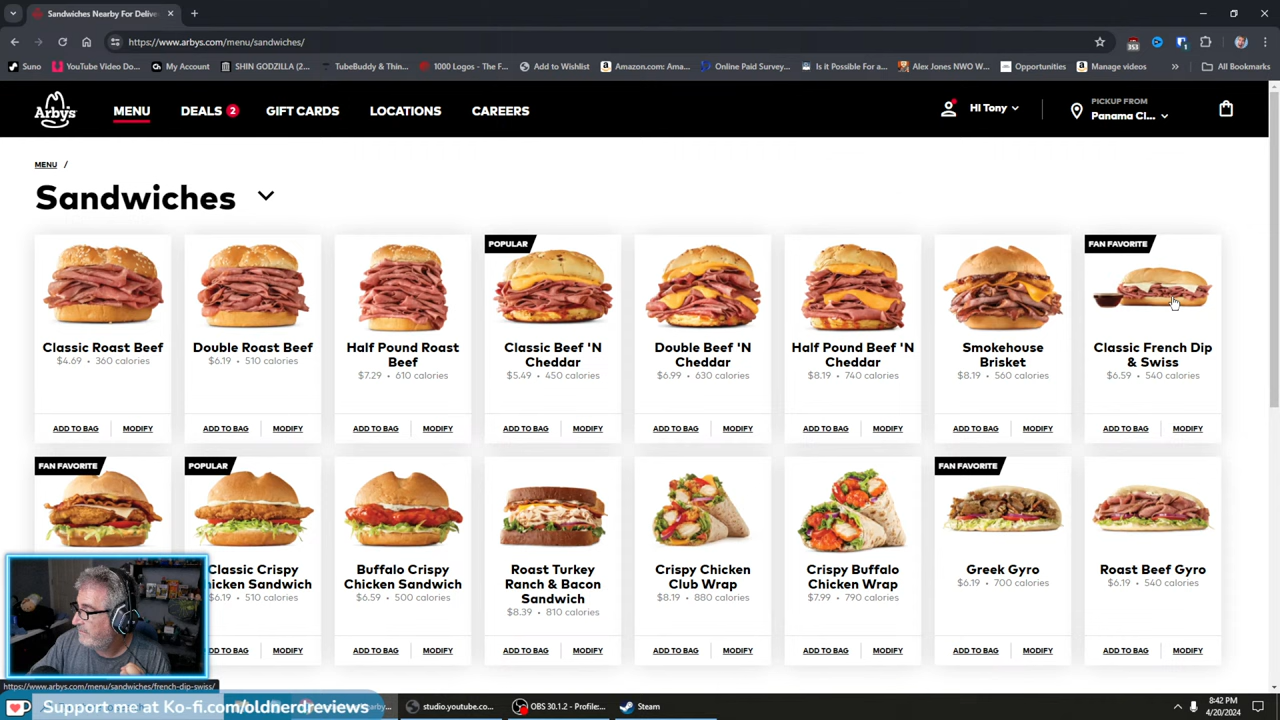 Sandwiches Nearby For Delive
https://www.arbys.com/menu/sandwiches/
353
Suno
YouTube Video Do...
My Account
SHIN GODZILLA (2...
TubeBuddy & Thin...
1000 Logos - The F...
Add to Wishlist
Amazon.com: Ama...
Online Paid Survey...
Is it Possible For a...
Alex Jones NWO W...
Opportunities
Manage videos
All Bookmarks
Arby's
MENU
DEALS 2
GIFT CARDS
LOCATIONS
CAREERS
Hi Tony
PICKUP FROM
Panama Ci...
MENU /
Sandwiches
Classic Roast Beef
$4.69 • 360 calories
ADD TO BAG MODIFY
Double Roast Beef
$6.19 • 510 calories
ADD TO BAG MODIFY
Half Pound Roast
Beef
$7.29 • 610 calories
ADD TO BAG MODIFY
POPULAR
Classic Beef 'N
Cheddar
$5.49 • 450 calories
ADD TO BAG MODIFY
Double Beef 'N
Cheddar
$6.99 • 630 calories
ADD TO BAG MODIFY
Half Pound Beef 'N
Cheddar
$8.19 • 740 calories
ADD TO BAG MODIFY
Smokehouse
Brisket
$8.19 • 560 calories
ADD TO BAG MODIFY
FAN FAVORITE
Classic French Dip
& Swiss
$6.59 • 540 calories
ADD TO BAG MODIFY
FAN FAVORITE
POPULAR
Classic Crispy
hicken Sandwich
$6.19 • 510 calories
DD TO BAG MODIFY
Buffalo Crispy
Chicken Sandwich
$6.59 • 500 calories
ADD TO BAG MODIFY
Roast Turkey
Ranch & Bacon
Sandwich
$8.39 • 810 calories
ADD TO BAG MODIFY
Crispy Chicken
Club Wrap
$8.19 • 880 calories
ADD TO BAG MODIFY
Crispy Buffalo
Chicken Wrap
$7.99 • 790 calories
ADD TO BAG MODIFY
FAN FAVORITE
Greek Gyro
$6.19 • 700 calories
ADD TO BAG MODIFY
Roast Beef Gyro
$6.19 • 540 calories
ADD TO BAG MODIFY
https://www.arbys.com/menu/sandwiches/french-dip-swiss/
Support me at Ko-fi.com/oldnerdreviews
studio.youtube.co...
OBS 30.1.2 - Profile:...
Steam
8:42 PM
4/20/2024